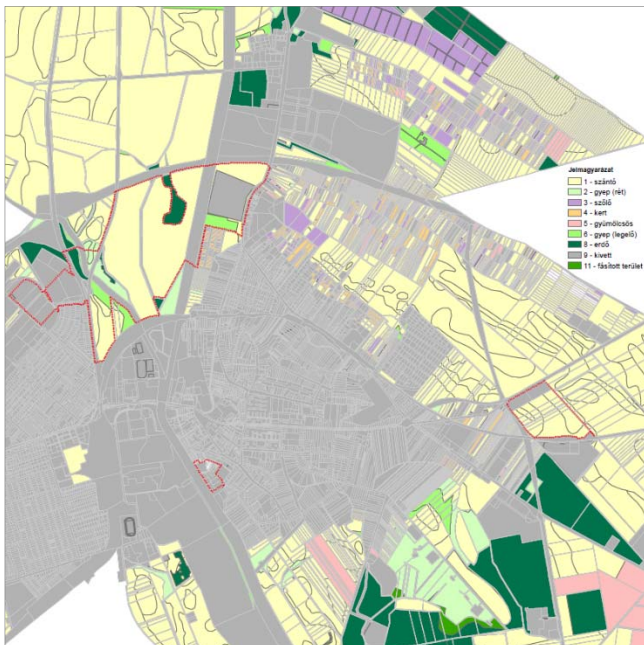 Jelmagyarázat
1 - szántó
2 - gyep (rét)
3 - szőlő
4 - kert
5 - gyümölcsös
6 - gyep (legelő)
8 - erdő
9 - kivett
11 - fásított terület